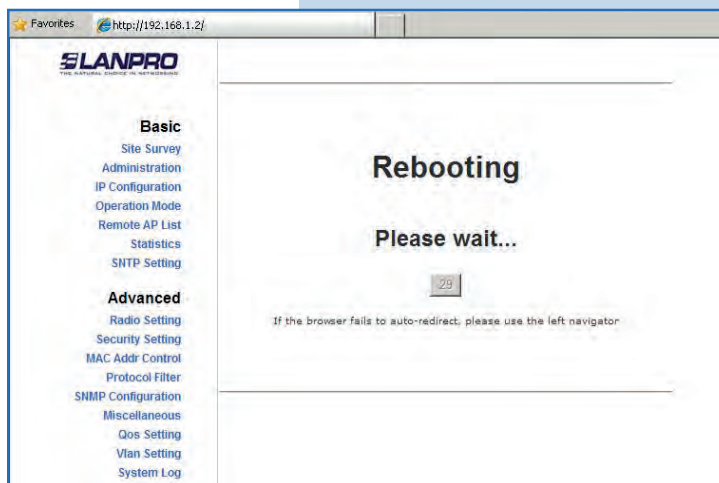 Favorites
http://192.168.1.2/
LANPRO
THE NATURAL CHOICE IN NETWORKING
Basic
Site Survey
Administration
IP Configuration
Operation Mode
Remote AP List
Statistics
SNTP Setting
Advanced
Radio Setting
Security Setting
MAC Addr Control
Protocol Filter
SNMP Configuration
Miscellaneous
Qos Setting
Vlan Setting
System Log
Rebooting
Please wait...
29
If the browser fails to auto-redirect, please use the left navigator